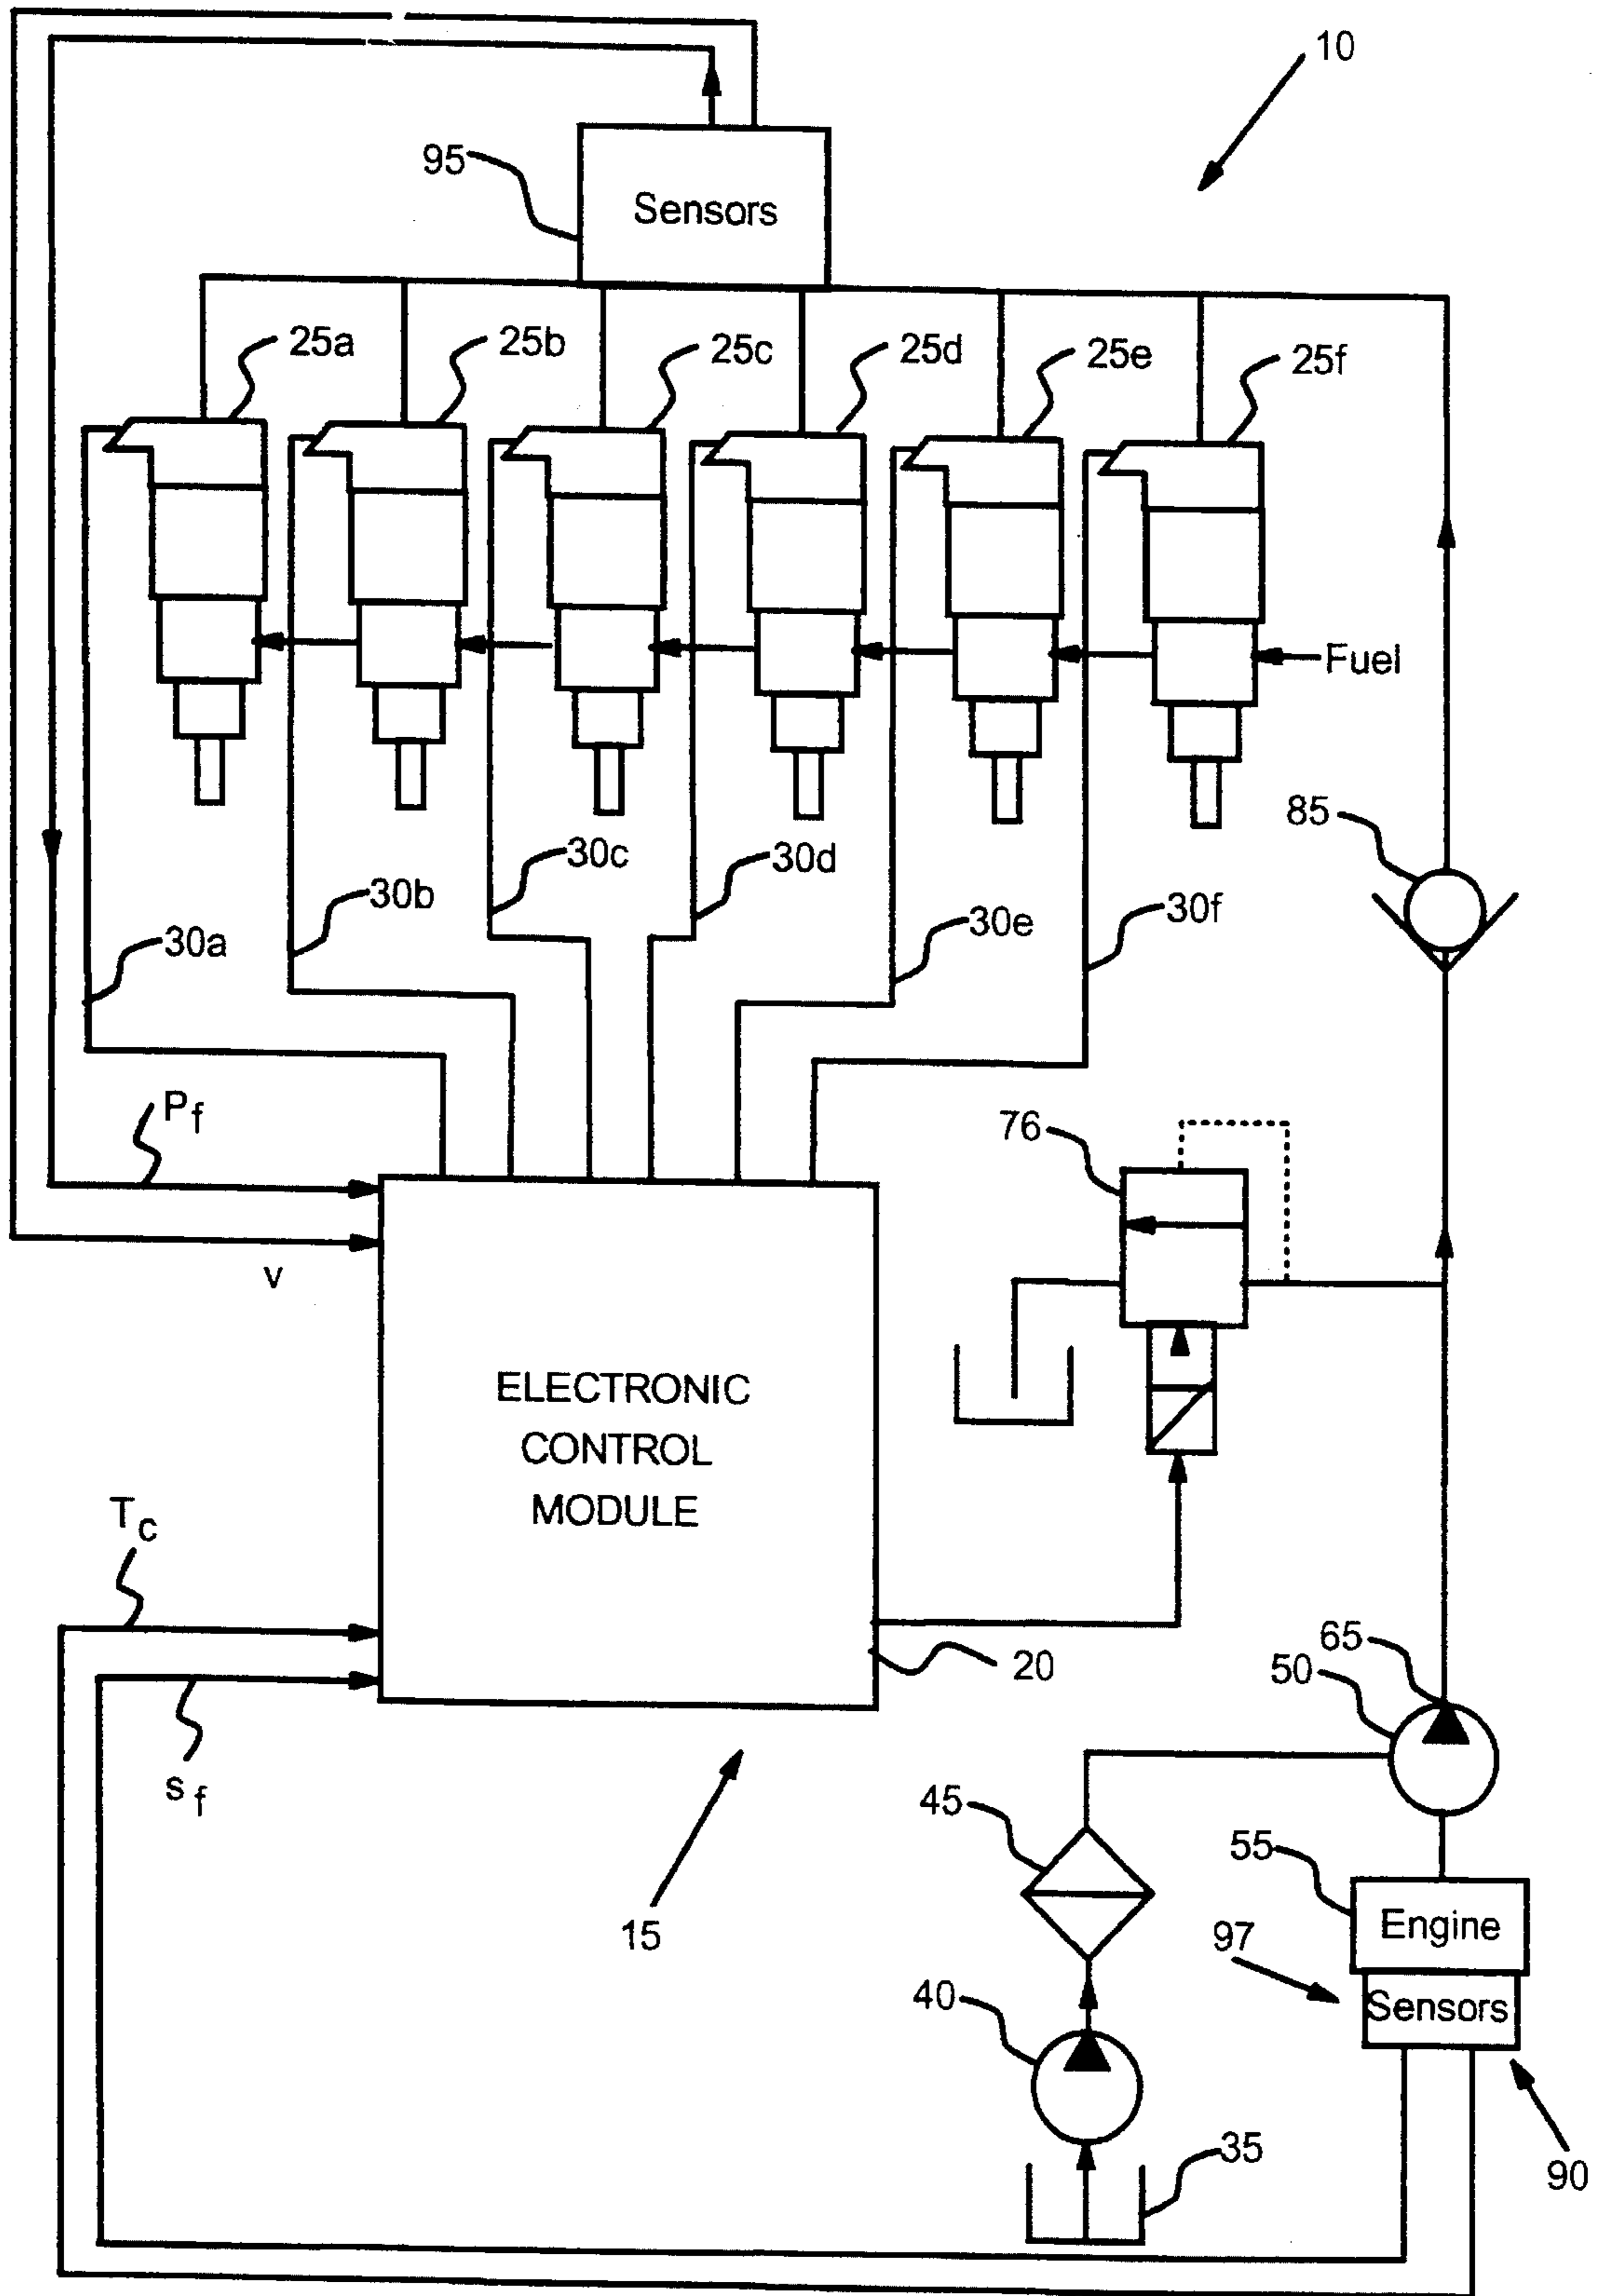 10
95
Sensors
25a
25b
25c
25d
25e
25f
Fuel
85
30c
30d
30b
30e
30f
30a
Pf
76
v
ELECTRONIC
CONTROL
MODULE
Tc
65
20
50
sf
45
55
15
97
Engine
40
Sensors
35
90